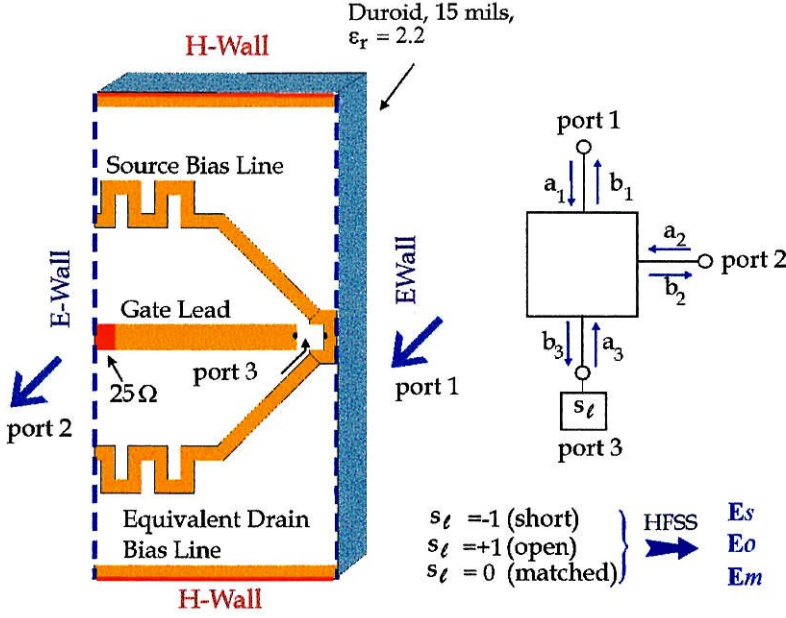 Duroid, 15 mils,
εr = 2.2
H-Wall
Source Bias Line
E-Wall
EWall
Gate Lead
port 3
25 Ω
port 2
port 1
Equivalent Drain
Bias Line
H-Wall
port 1
a1
b1
a2
port 2
b2
b3
a3
sℓ
port 3
sℓ =-1 (short)
sℓ =+1 (open)
sℓ = 0 (matched)
HFSS
Es
Eo
Em